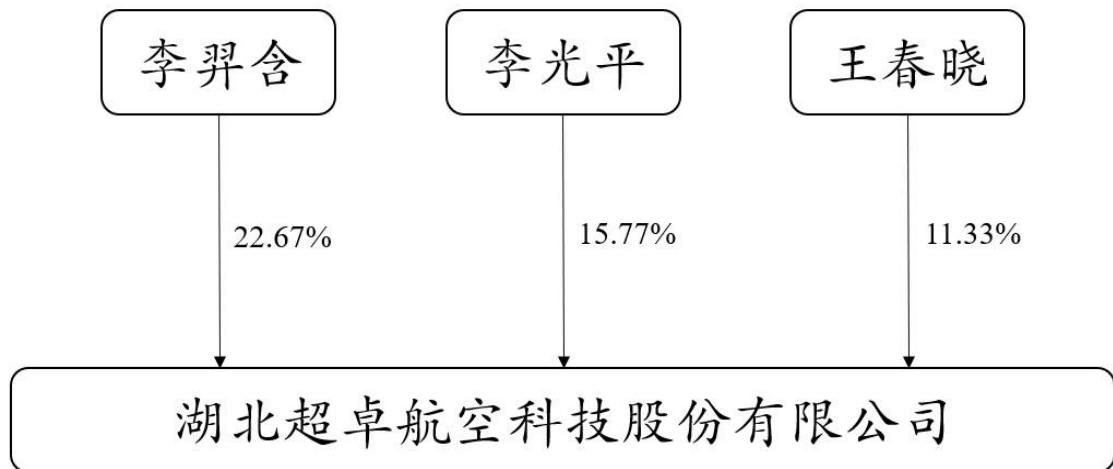 李羿含 李光平 王春晓
22.67% 15.77% 11.33%
湖北超卓航空科技股份有限公司